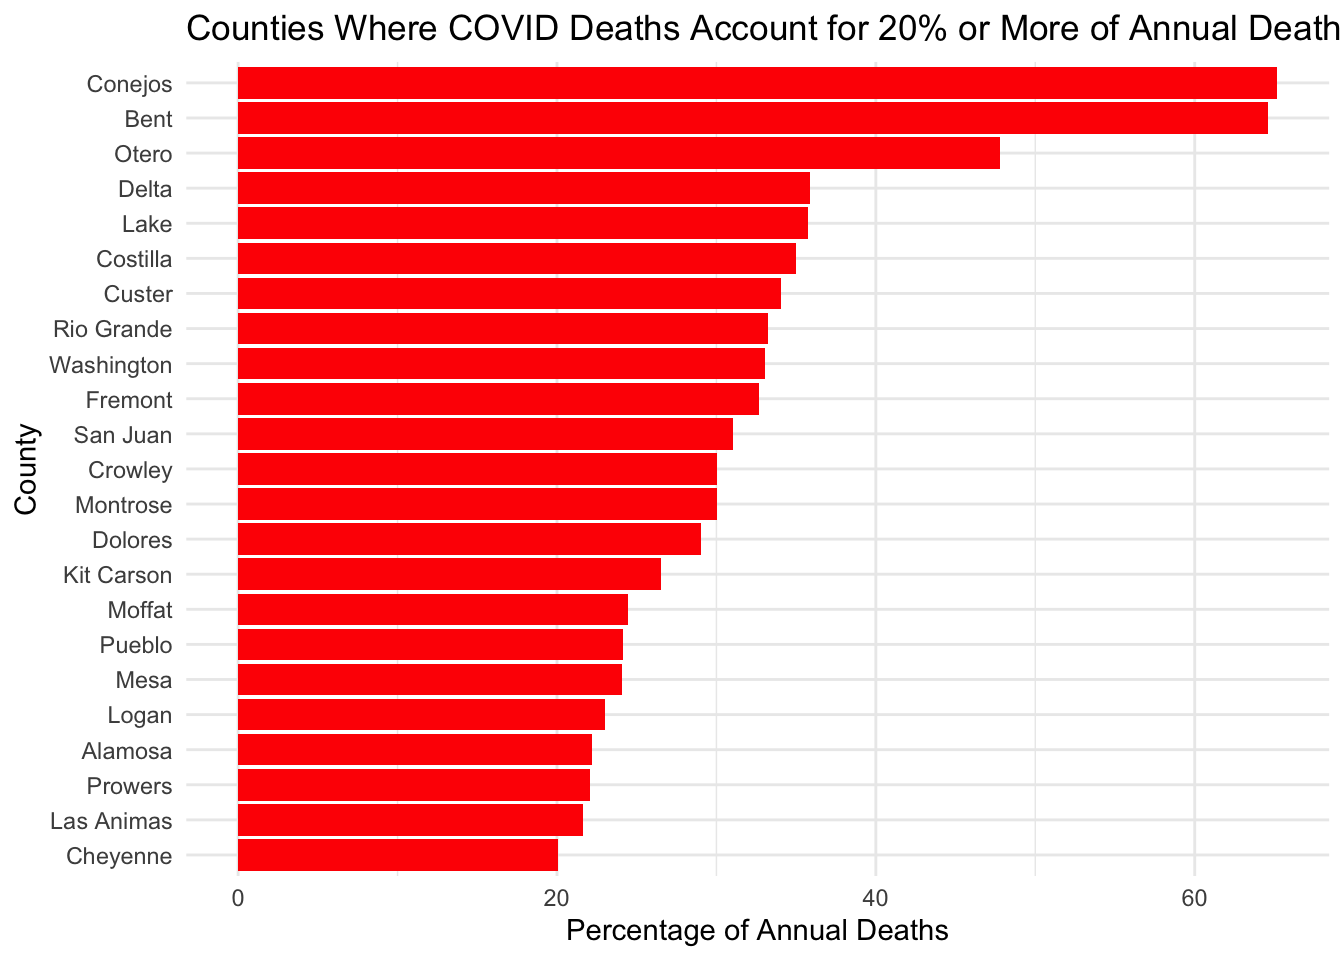 Counties Where COVID Deaths Account for 20% or More of Annual Death
Conejos
Bent
Otero
Delta
Lake
Costilla
Custer
Rio Grande
Washington
Fremont
San Juan
Crowley
Montrose
Dolores
Kit Carson
Moffat
Pueblo
Mesa
Logan
Alamosa
Prowers
Las Animas
Cheyenne
County
0 20 40 60
Percentage of Annual Deaths